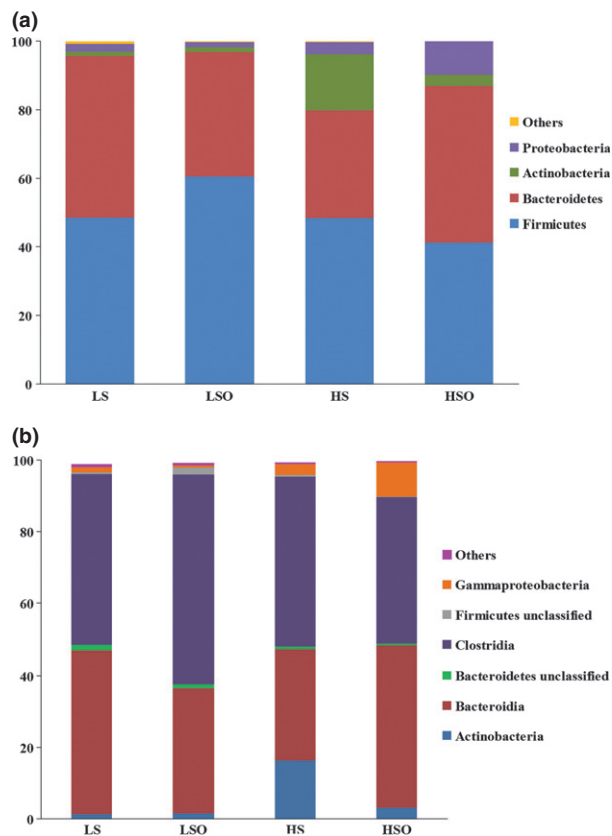 (a)
100
80
60
40
20
0
LS LSO HS HSO
Others
Proteobacteria
Actinobacteria
Bacteroidetes
Firmicutes
(b)
100
80
60
40
20
0
LS LSO HS HSO
Others
Gammaproteobacteria
Firmicutes unclassified
Clostridia
Bacteroidetes unclassified
Bacteroidia
Actinobacteria